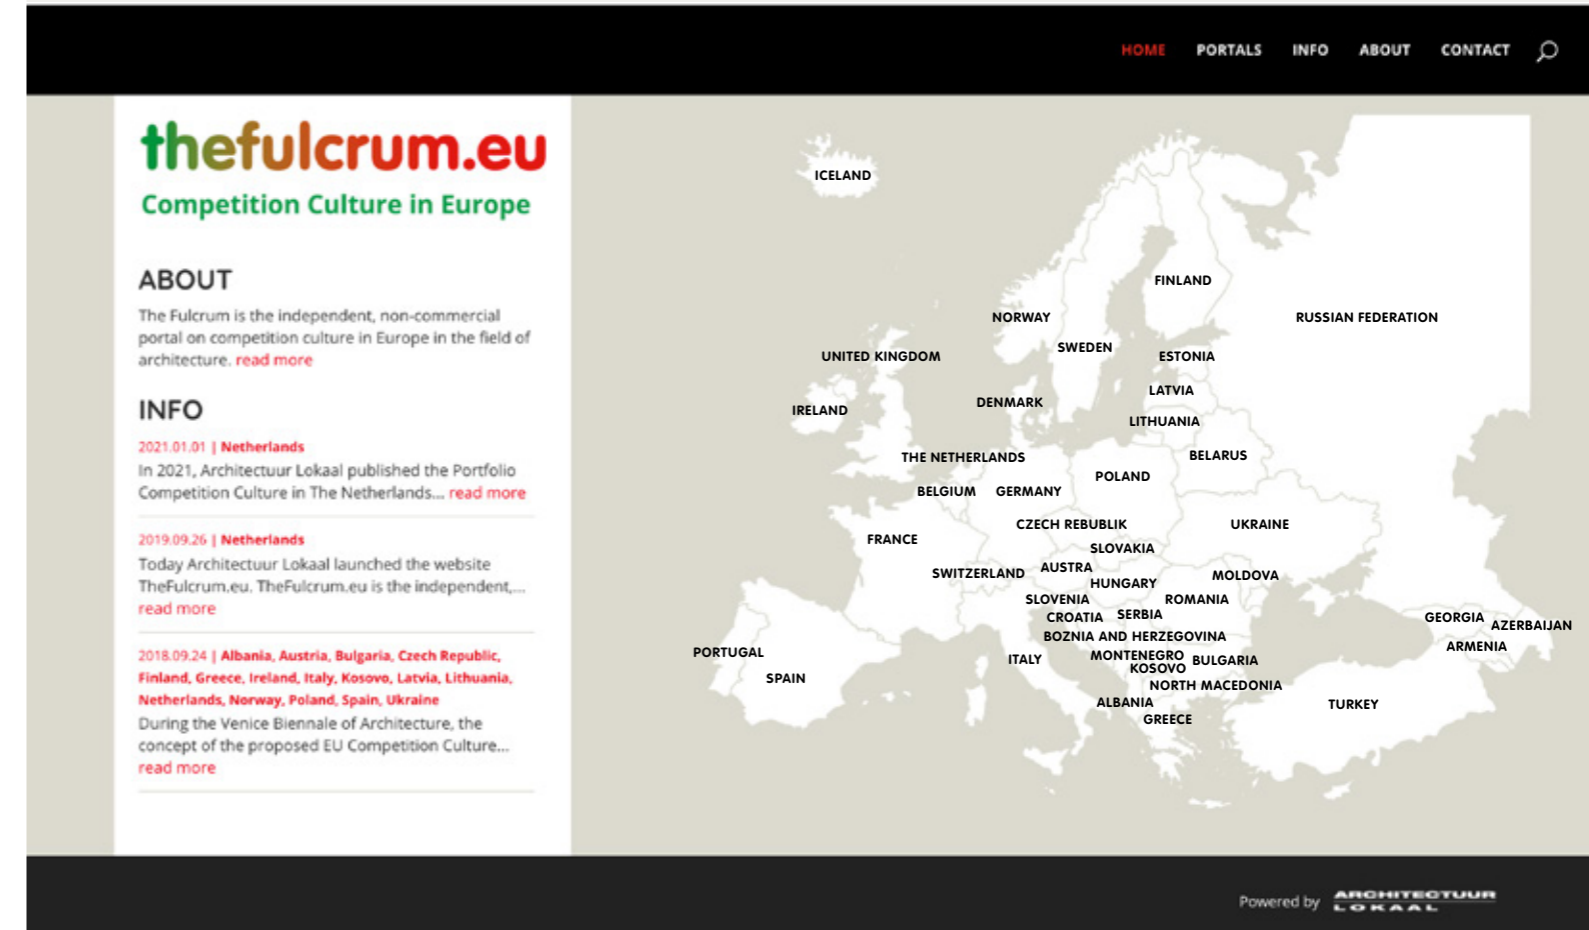 HOME PORTALS INFO ABOUT CONTACT
thefulcrum.eu
Competition Culture in Europe
ABOUT
The Fulcrum is the independent, non-commercial
portal on competition culture in Europe in the field of
architecture. read more
INFO
2021.01.01 | Netherlands
In 2021, Architectuur Lokaal published the Portfolio
Competition Culture in The Netherlands... read more
2019.09.26 | Netherlands
Today Architectuur Lokaal launched the website
TheFulcrum.eu. TheFulcrum.eu is the independent,...
read more
2018.09.24 | Albania, Austria, Bulgaria, Czech Republic,
Finland, Greece, Ireland, Italy, Kosovo, Latvia, Lithuania,
Netherlands, Norway, Poland, Spain, Ukraine
During the Venice Biennale of Architecture, the
concept of the proposed EU Competition Culture...
read more
ICELAND
FINLAND
NORWAY
RUSSIAN FEDERATION
SWEDEN
UNITED KINGDOM
ESTONIA
LATVIA
DENMARK
IRELAND
LITHUANIA
THE NETHERLANDS
BELARUS
POLAND
BELGIUM
GERMANY
CZECH REBUBLIK
UKRAINE
FRANCE
SLOVAKIA
SWITZERLAND
AUSTRA
MOLDOVA
HUNGARY
SLOVENIA
ROMANIA
CROATIA
SERBIA
GEORGIA
AZERBAIJAN
BOZNIA AND HERZEGOVINA
ARMENIA
PORTUGAL
ITALY
MONTENEGRO
BULGARIA
KOSOVO
SPAIN
NORTH MACEDONIA
ALBANIA
TURKEY
GREECE
Powered by ARCHITECTUUR
LOKAAL